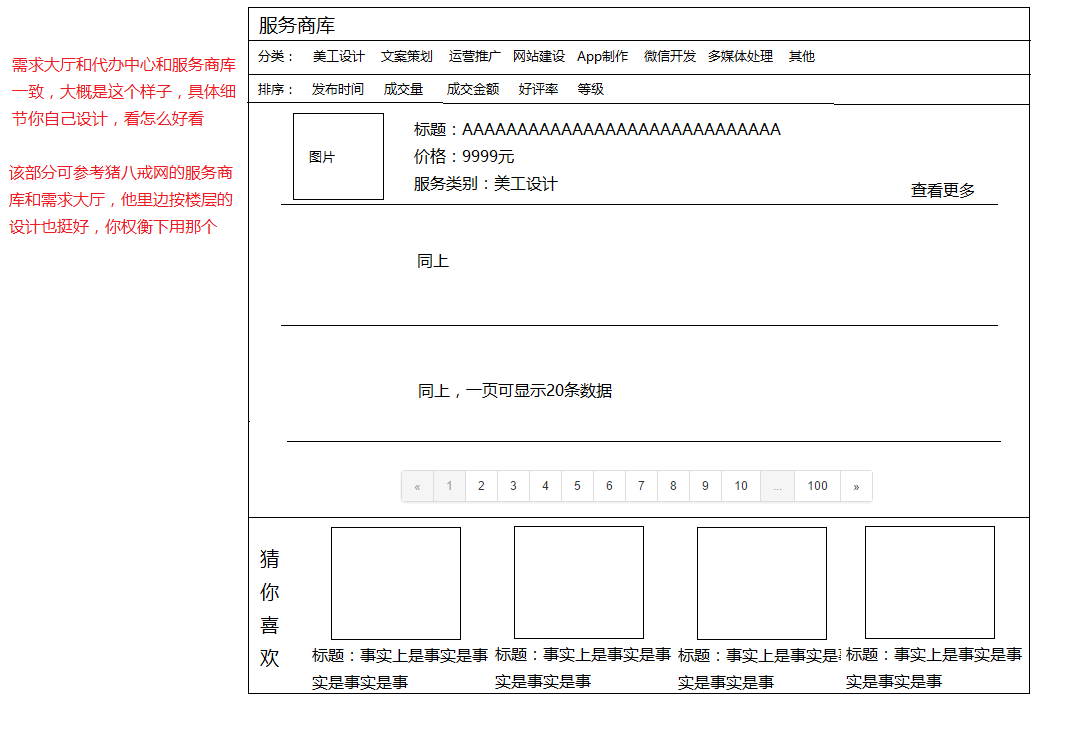 需求大厅和代办中心和服务商库
一致，大概是这个样子，具体细
节你自己设计，看怎么好看
该部分可参考猪八戒网的服务商
库和需求大厅，他里边按楼层的
设计也挺好，你权衡下用那个
服务商库
分类： 美工设计 文案策划 运营推广 网站建设 App制作 微信开发 多媒体处理 其他
排序： 发布时间 成交量 成交金额 好评率 等级
图片
标题：AAAAAAAAAAAAAAAAAAAAAAAAAAAAA
价格：9999元
服务类别：美工设计
查看更多
同上
同上，一页可显示20条数据
« 1 2 3 4 5 6 7 8 9 10 ... 100 »
猜
你
喜
欢
标题：事实上是事实是事
实是事实是事
标题：事实上是事实是事
实是事实是事
标题：事实上是事实是
实是事实是事
标题：事实上是事实是事
实是事实是事